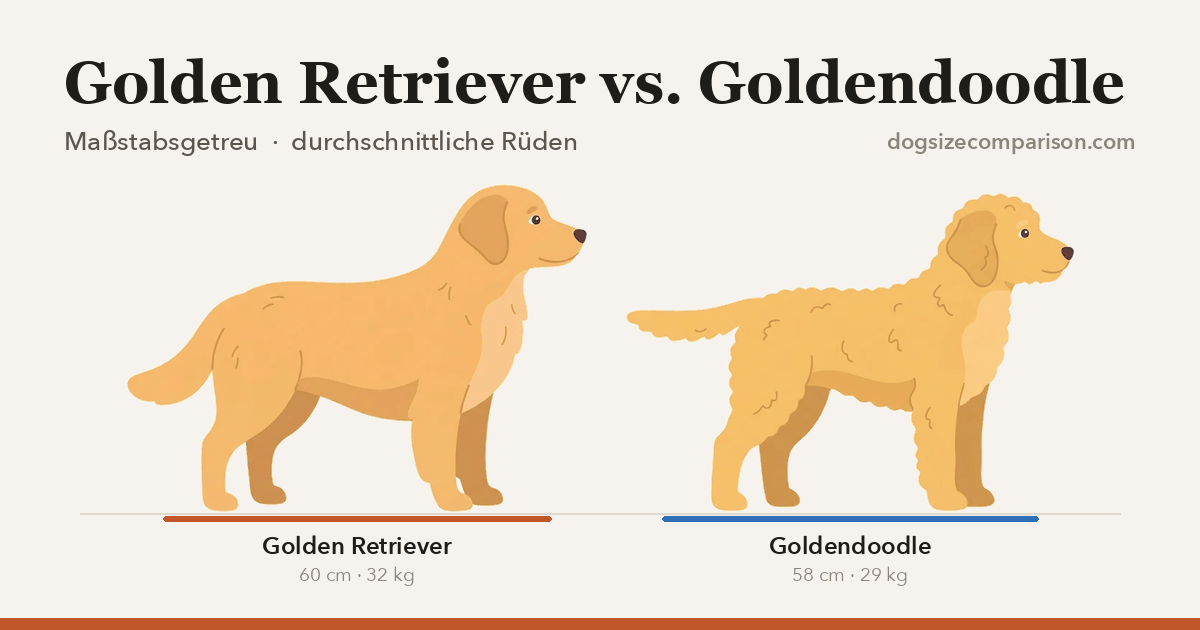 Golden Retriever vs. Goldendoodle
Maßstabsgetreu · durchschnittliche Rüden
dogsizecomparison.com
Golden Retriever
60 cm · 32 kg
Goldendoodle
58 cm · 29 kg